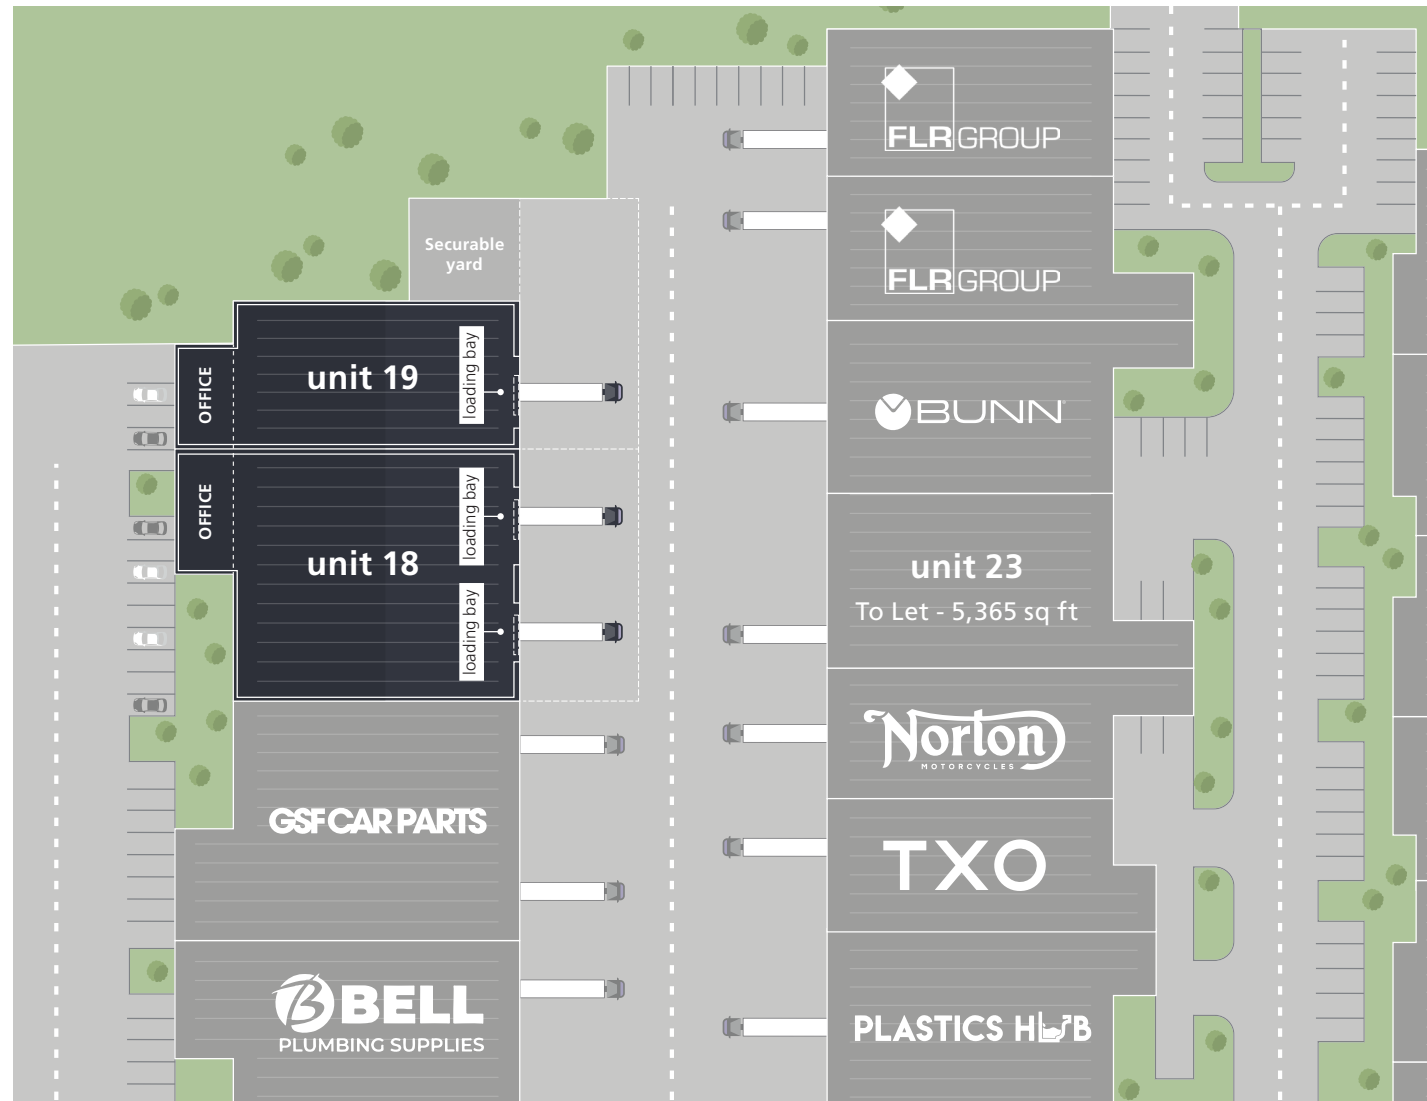 FLR GROUP
FLR GROUP
Securable
yard
OFFICE
unit 19
loading bay
BUNN
OFFICE
unit 18
loading bay
loading bay
unit 23
To Let - 5,365 sq ft
Norton
MOTORCYCLES
GSF CAR PARTS
TXO
B BELL
PLUMBING SUPPLIES
PLASTICS HUB